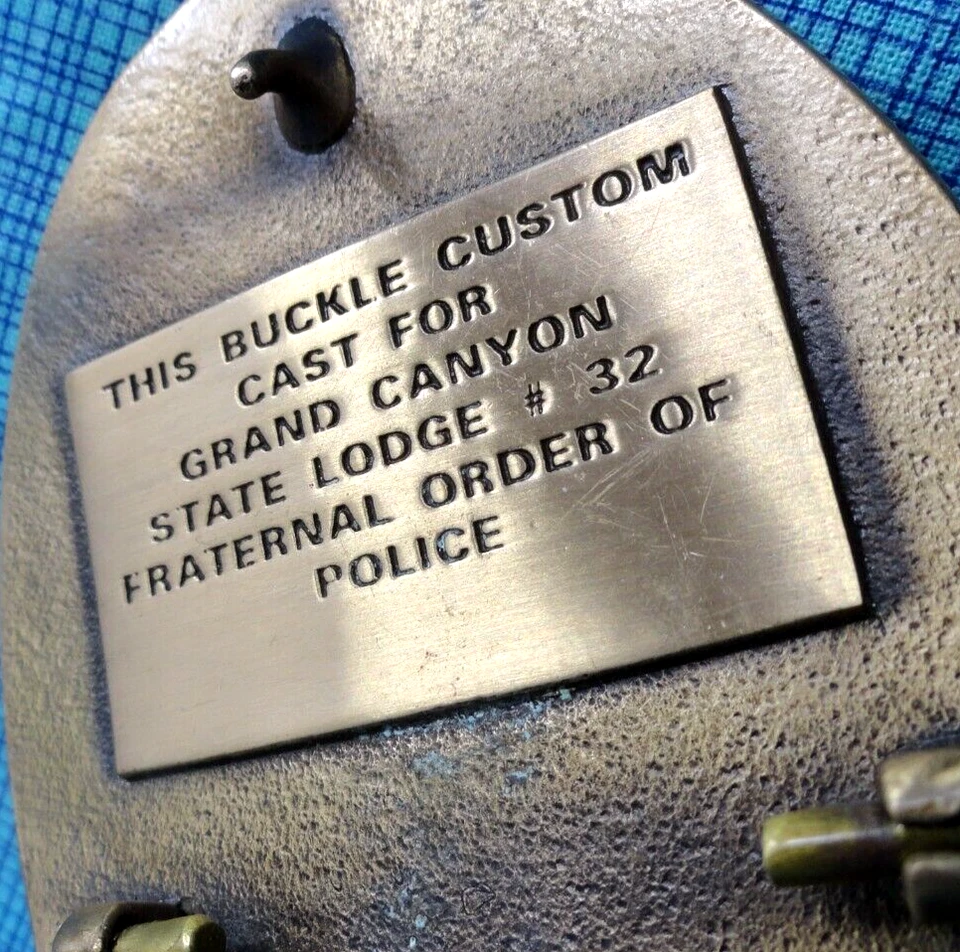 THIS BUCKLE CUSTOM
CAST FOR
GRAND CANYON
STATE LODGE # 32
FRATERNAL ORDER OF
POLICE